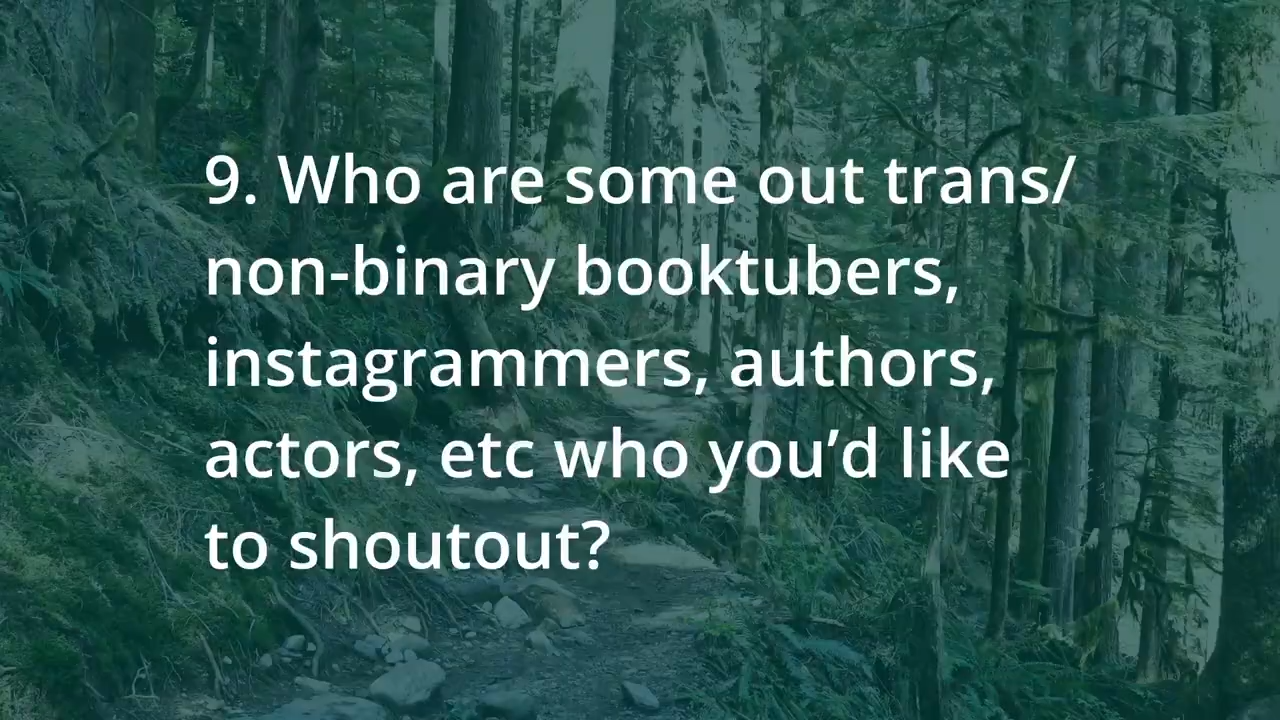 9. Who are some out trans/
non-binary booktubers,
instagrammers, authors,
actors, etc who you’d like
to shoutout?